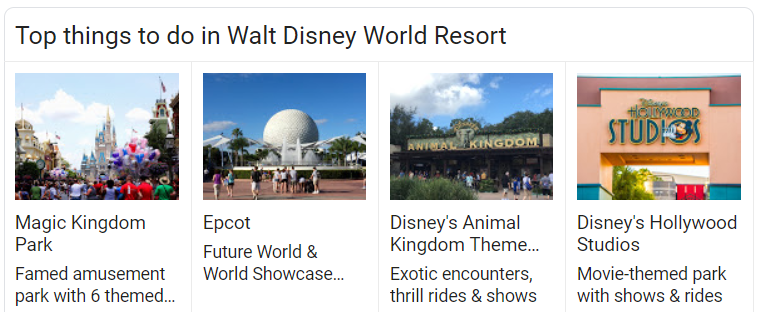 Top things to do in Walt Disney World Resort
ANIMAL KINGDOM
Disney
HOLLYWOOD
STUDIOS
Magic Kingdom
Park
Famed amusement
park with 6 themed...
Epcot
Future World &
World Showcase...
Disney's Animal
Kingdom Theme...
Exotic encounters,
thrill rides & shows
Disney's Hollywood
Studios
Movie-themed park
with shows & rides